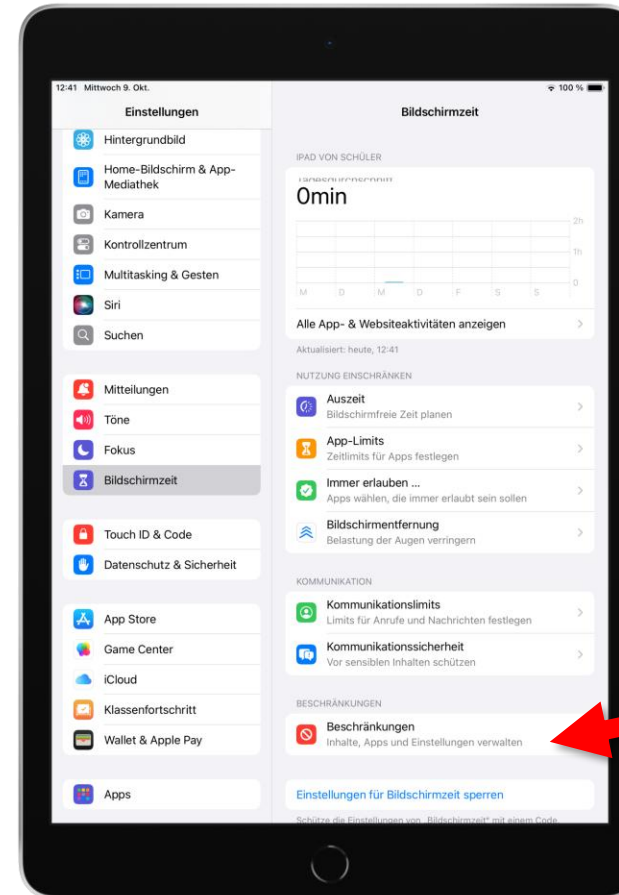 12:41 Mittwoch 9. Okt.
100 %
Einstellungen
Hintergrundbild
Home-Bildschirm & App-
Mediathek
Kamera
Kontrollzentrum
Multitasking & Gesten
Siri
Suchen
Mitteilungen
Töne
Fokus
Bildschirmzeit
Touch ID & Code
Datenschutz & Sicherheit
App Store
Game Center
iCloud
Klassenfortschritt
Wallet & Apple Pay
Apps
Bildschirmzeit
IPAD VON SCHÜLER
Tagesdurchschnitt
0min
2h
1h
0
M D M D F S S
Alle App- & Websiteaktivitäten anzeigen
Aktualisiert: heute, 12:41
NUTZUNG EINSCHRÄNKEN
Auszeit
Bildschirmfreie Zeit planen
App-Limits
Zeitlimits für Apps festlegen
Immer erlauben ...
Apps wählen, die immer erlaubt sein sollen
Bildschirmentfernung
Belastung der Augen verringern
KOMMUNIKATION
Kommunikationslimits
Limits für Anrufe und Nachrichten festlegen
Kommunikationssicherheit
Vor sensiblen Inhalten schützen
BESCHRÄNKUNGEN
Beschränkungen
Inhalte, Apps und Einstellungen verwalten
Einstellungen für Bildschirmzeit sperren
Schütze die Einstellungen von „Bildschirmzeit“ mit einem Code,